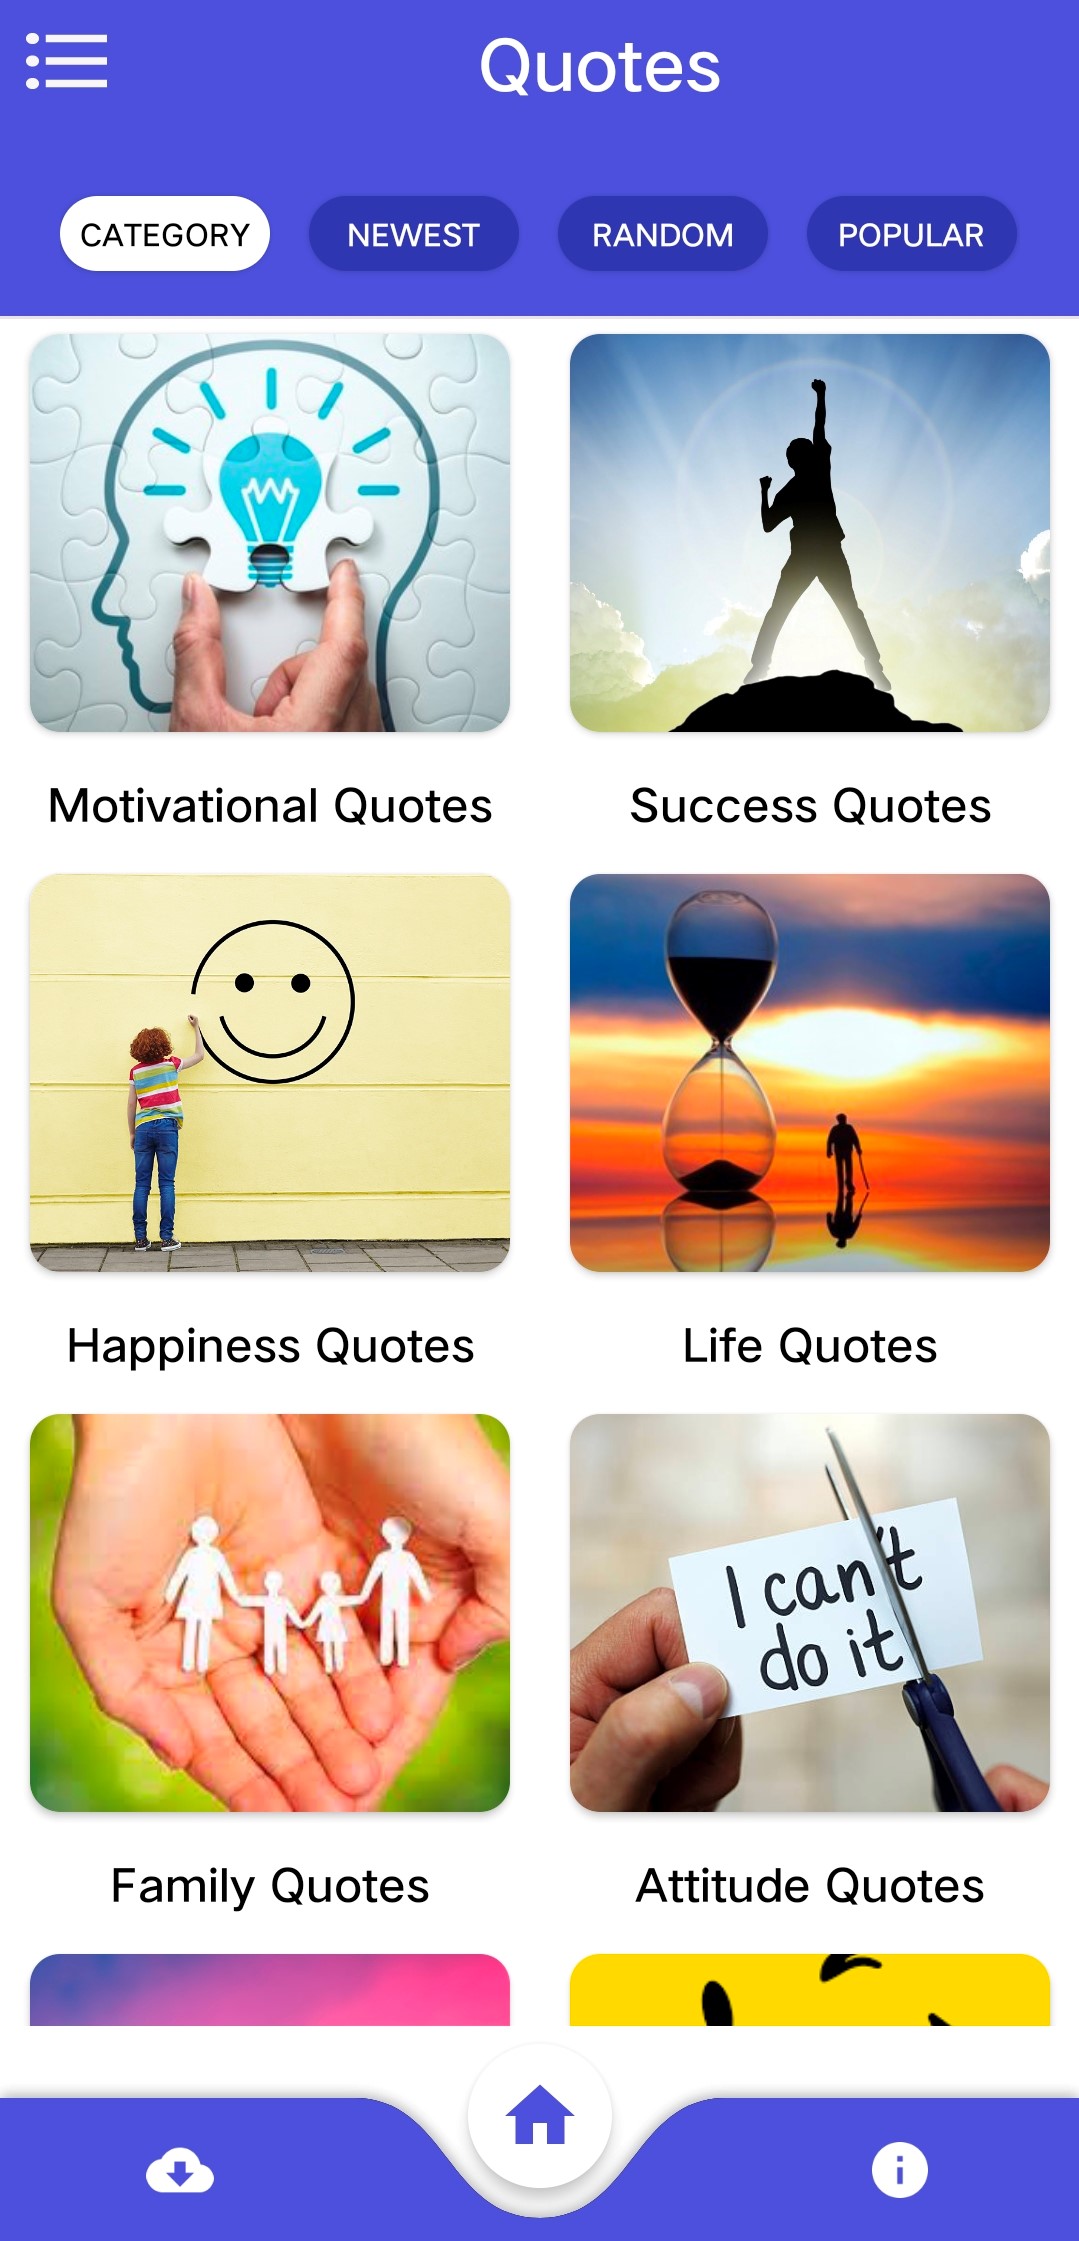 Quotes
CATEGORY
NEWEST
RANDOM
POPULAR
Motivational Quotes
Success Quotes
Happiness Quotes
Life Quotes
I can't
do it
Family Quotes
Attitude Quotes